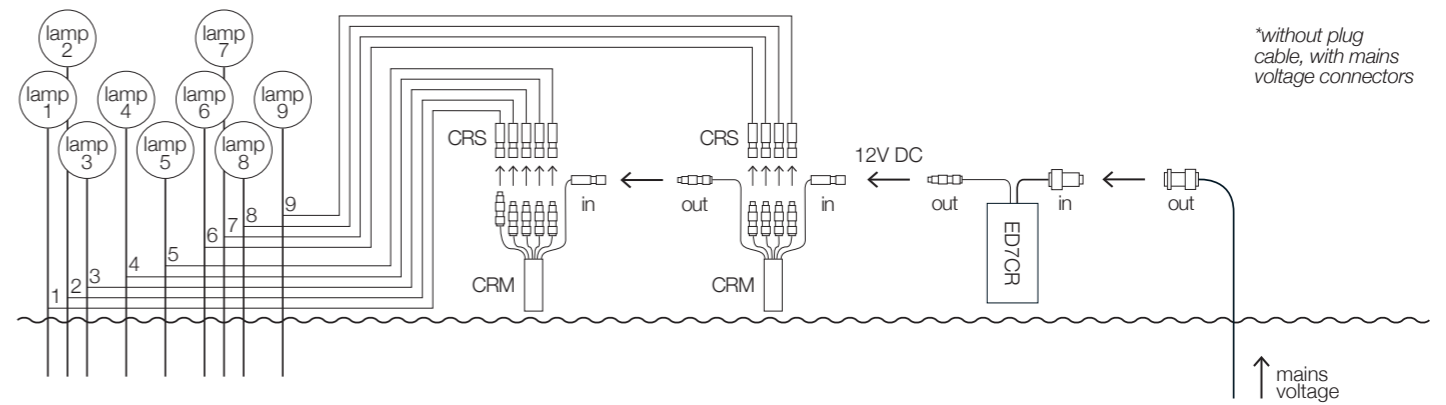 lamp
2
lamp
7
lamp
1
lamp
4
lamp
6
lamp
9
lamp
3
lamp
5
lamp
8
*without plug
cable, with mains
voltage connectors
CRS
CRS
12V DC
in
out
in
out
in
out
9
8
7
6
5
4
3
2
1
CRM
CRM
ED7CR
mains
voltage